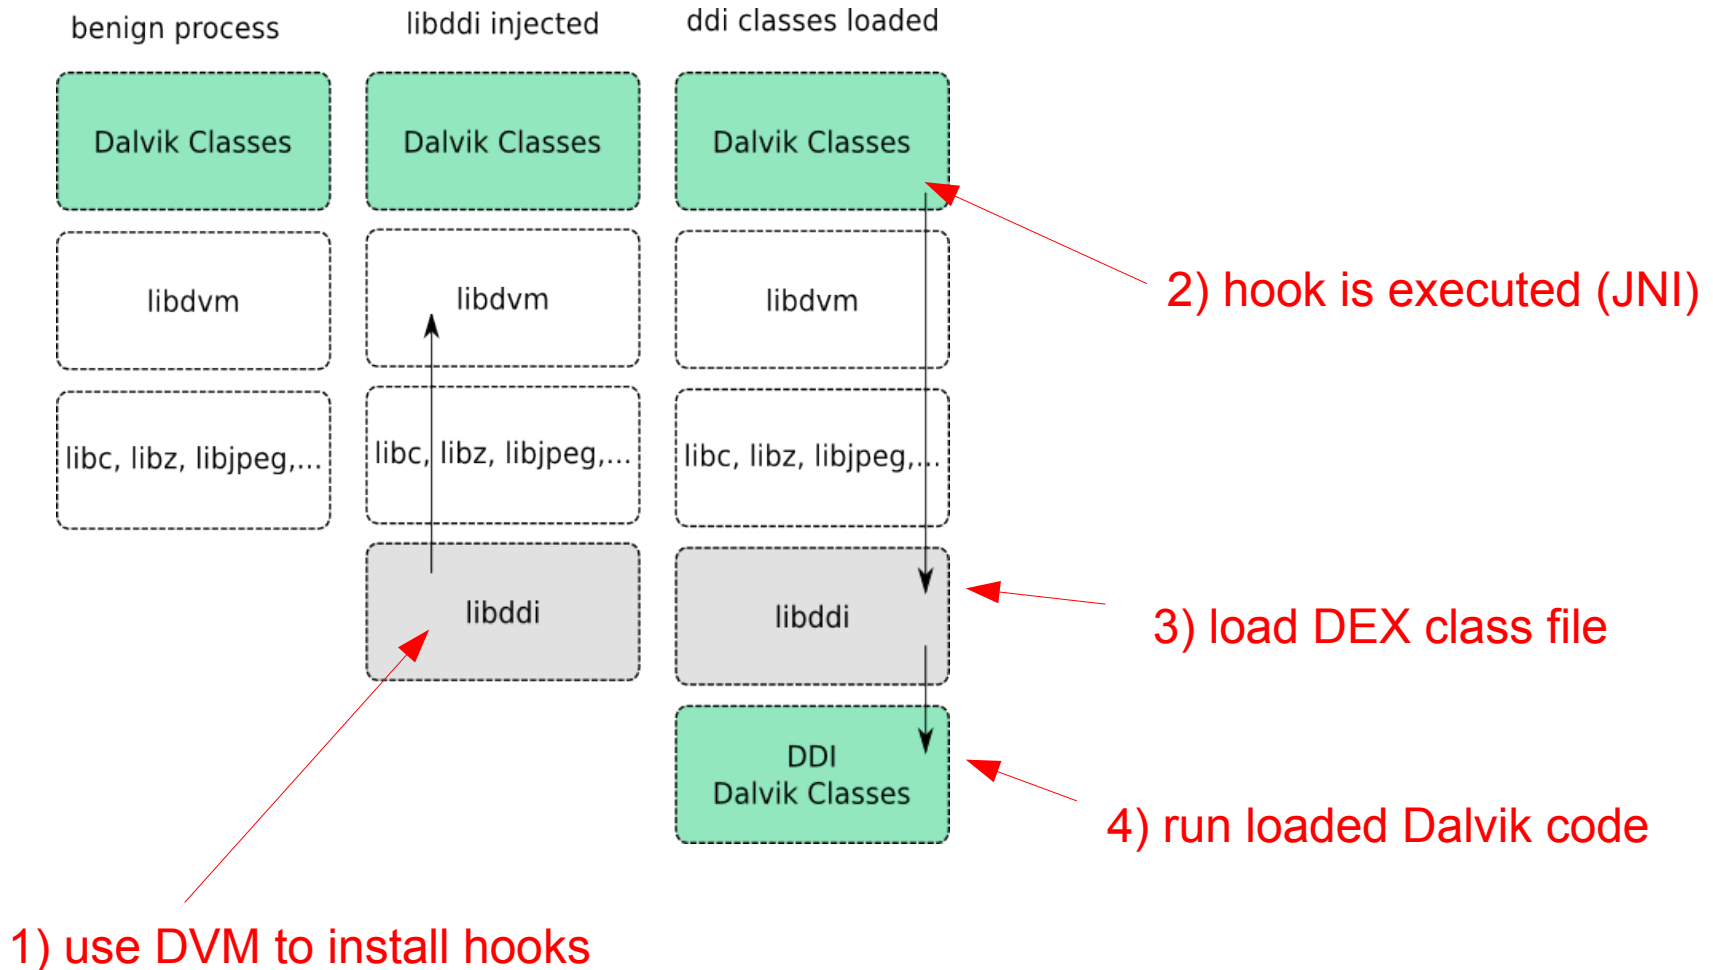 benign process
Dalvik Classes
libdvm
libc, libz, libjpeg,...
libddi injected
Dalvik Classes
libdvm
libc, libz, libjpeg,...
libddi
ddi classes loaded
Dalvik Classes
libdvm
libc, libz, libjpeg,...
libddi
DDI
Dalvik Classes
1) use DVM to install hooks
2) hook is executed (JNI)
3) load DEX class file
4) run loaded Dalvik code